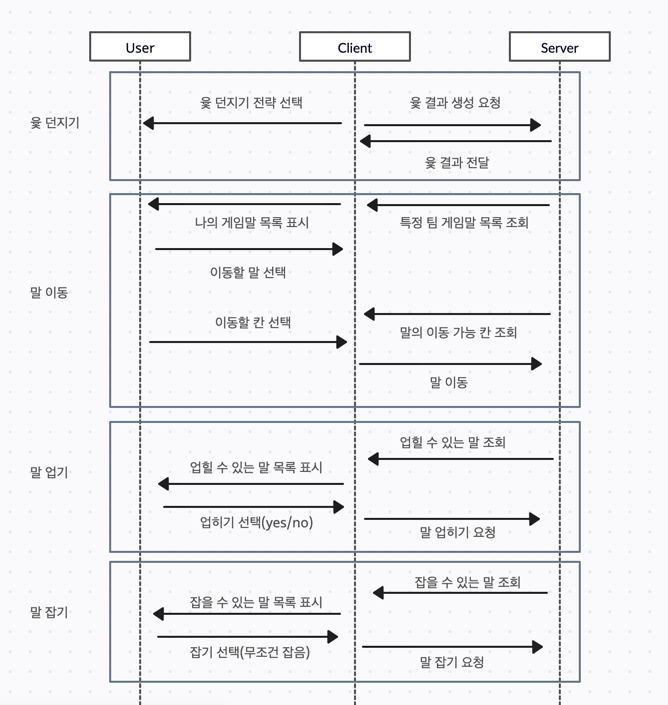 User
Client
Server
윷 던지기
윷 던지기 전략 선택
윷 결과 생성 요청
윷 결과 전달
말 이동
나의 게임말 목록 표시
특정 팀 게임말 목록 조회
이동할 말 선택
이동할 칸 선택
말의 이동 가능 칸 조회
말 이동
말 업기
업힐 수 있는 말 조회
업힐 수 있는 말 목록 표시
업히기 선택(yes/no)
말 업히기 요청
말 잡기
잡을 수 있는 말 조회
잡을 수 있는 말 목록 표시
잡기 선택(무조건 잡음)
말 잡기 요청